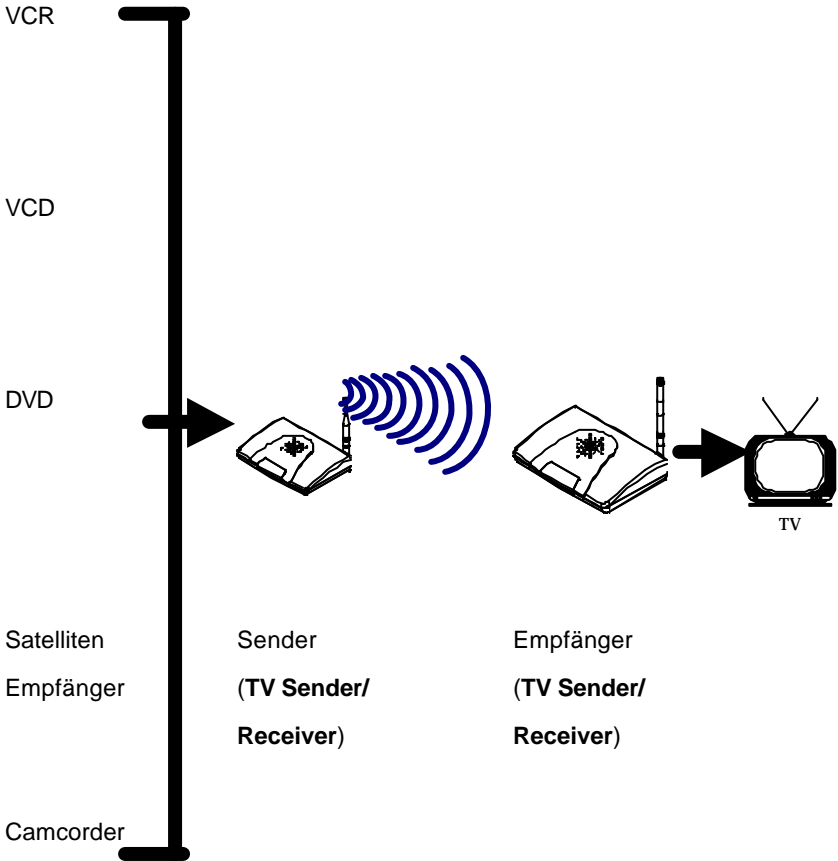 VCR
VCD
DVD
TV
Satelliten
Empfänger
Sender
(TV Sender/
Receiver)
Empfänger
(TV Sender/
Receiver)
Camcorder